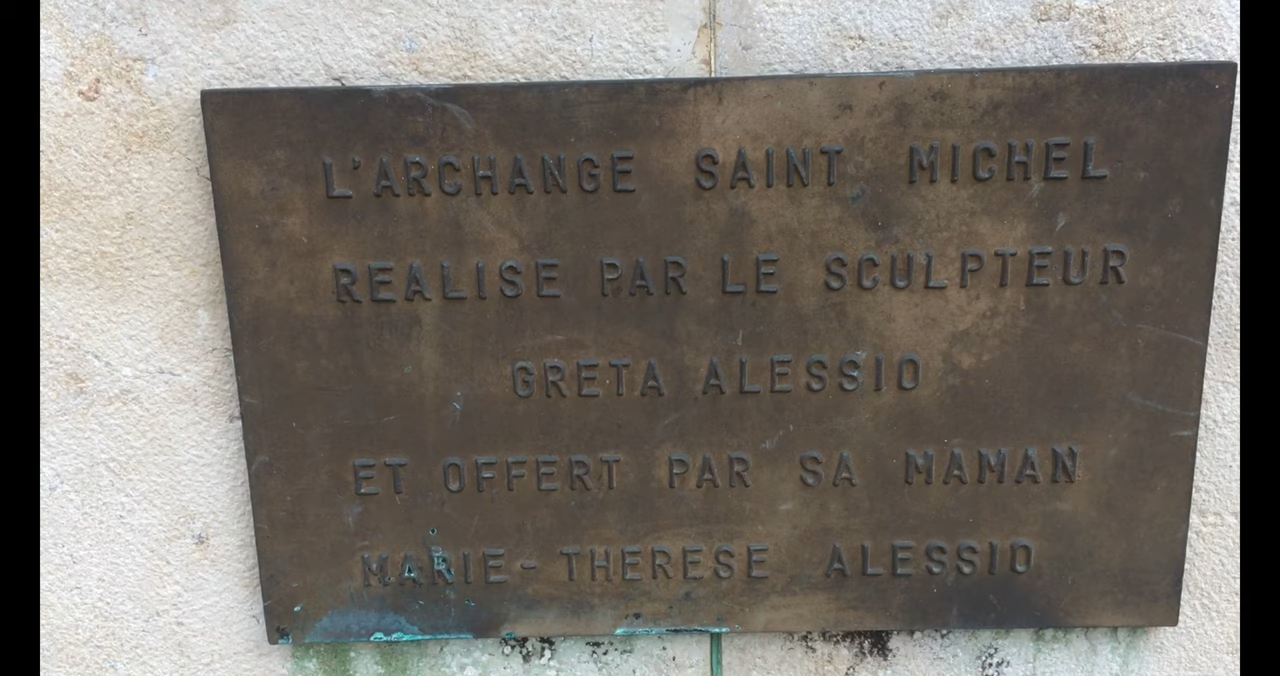 L'ARCHANGE SAINT MICHEL
REALISE PAR LE SCULPTEUR
GRETA ALESSIO
ET OFFERT PAR SA MAMAN
MARIE-THERESE ALESSIO